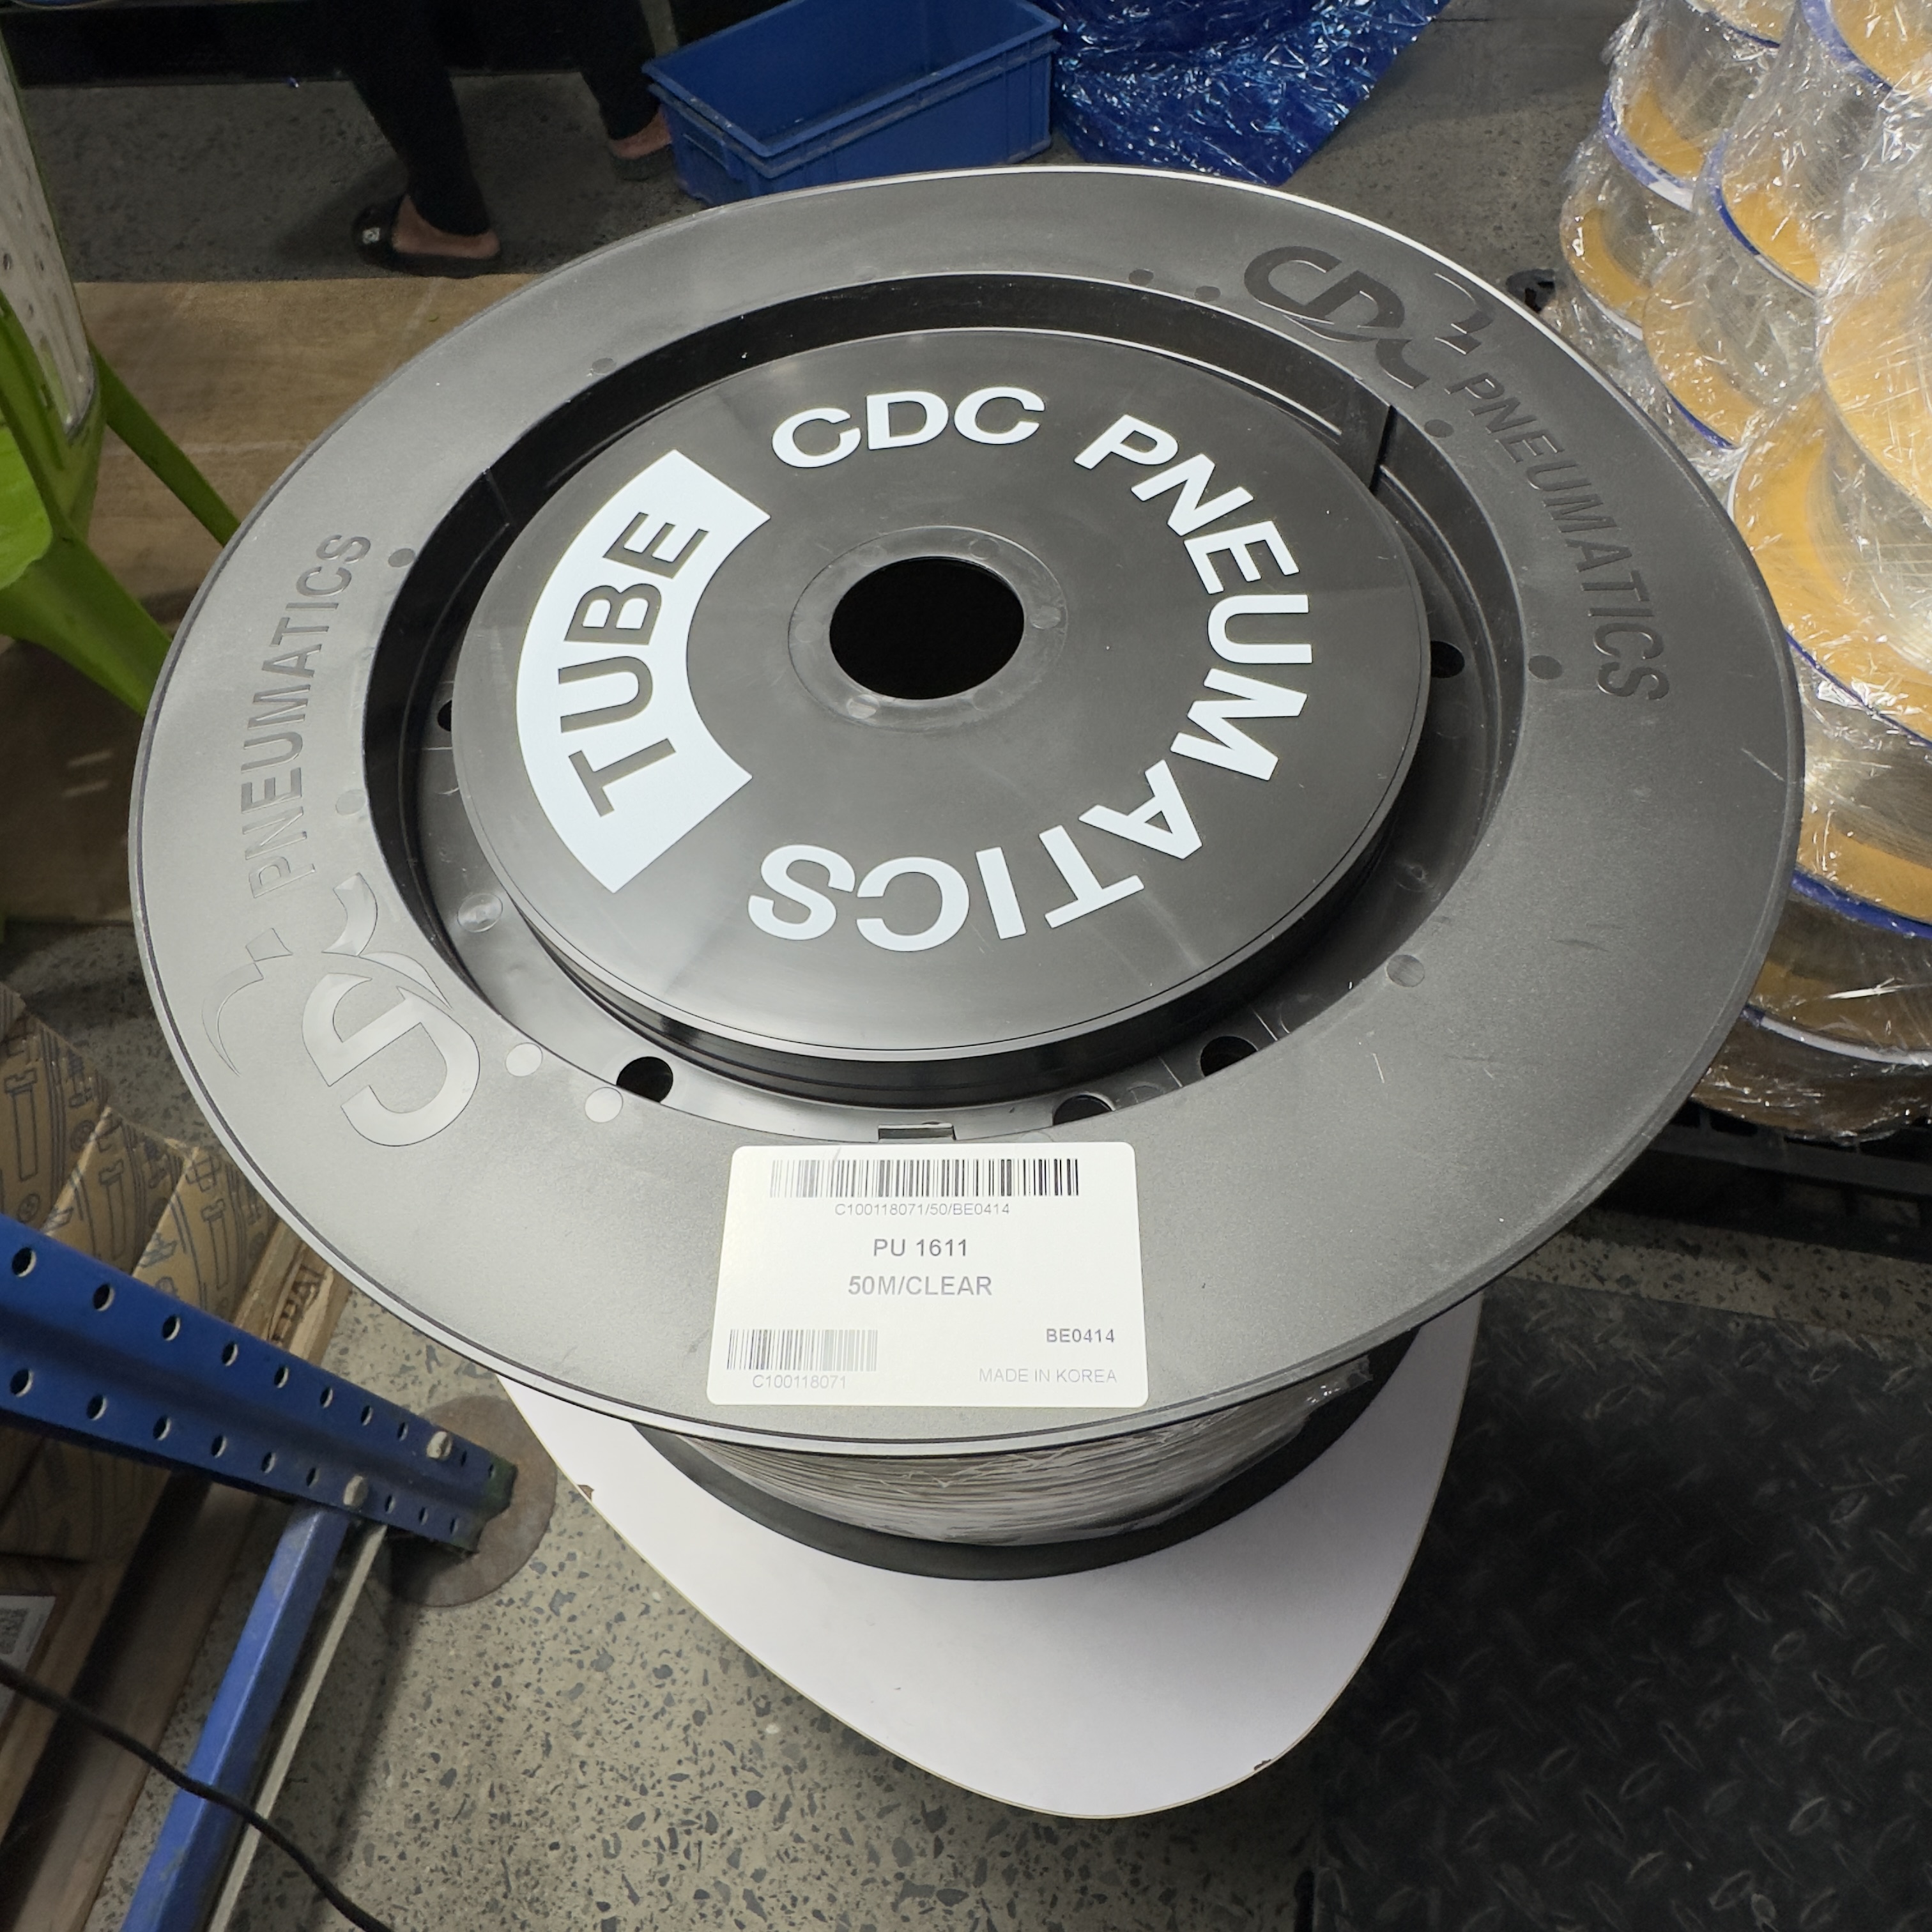 CDC PNEUMATICS
CDC PNEUMATICS
TUBE
CDC PNEUMATICS
C100118071/50/BE0414
PU 1611
50M/CLEAR
BE0414
C100118071
MADE IN KOREA